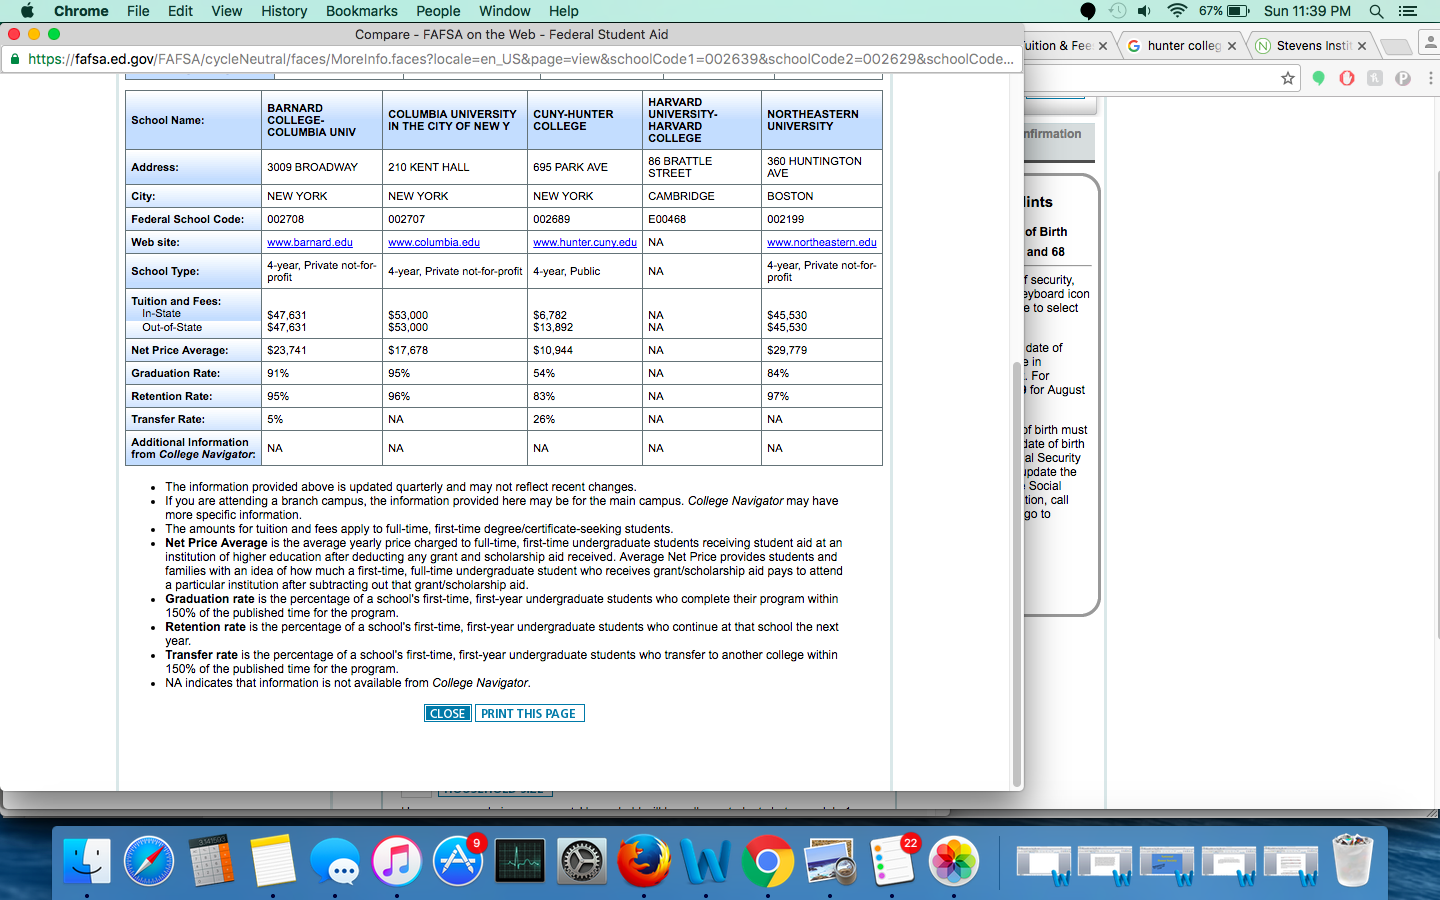 Chrome File Edit View History Bookmarks People Window Help 67% Sun 11:39 PM
Compare - FAFSA on the Web - Federal Student Aid
https://fafsa.ed.gov/FAFSA/cycleNeutral/faces/MoreInfo.faces?locale=en_US&page=view&schoolCode1=002639&schoolCode2=002629&schoolCode...
uition & Fee
hunter colleg
Stevens Instit
School Name: BARNARD COLLEGE-COLUMBIA UNIV COLUMBIA UNIVERSITY IN THE CITY OF NEW Y CUNY-HUNTER COLLEGE HARVARD UNIVERSITY-HARVARD COLLEGE NORTHEASTERN UNIVERSITY
Address: 3009 BROADWAY 210 KENT HALL 695 PARK AVE 86 BRATTLE STREET 360 HUNTINGTON AVE
City: NEW YORK NEW YORK NEW YORK CAMBRIDGE BOSTON
Federal School Code: 002708 002707 002689 E00468 002199
Web site: www.barnard.edu www.columbia.edu www.hunter.cuny.edu NA www.northeastern.edu
School Type: 4-year, Private not-for-profit 4-year, Private not-for-profit 4-year, Public NA 4-year, Private not-for-profit
Tuition and Fees:
In-State $47,631 $53,000 $6,782 NA $45,530
Out-of-State $47,631 $53,000 $13,892 NA $45,530
Net Price Average: $23,741 $17,678 $10,944 NA $29,779
Graduation Rate: 91% 95% 54% NA 84%
Retention Rate: 95% 96% 83% NA 97%
Transfer Rate: 5% NA 26% NA NA
Additional Information from College Navigator: NA NA NA NA NA
• The information provided above is updated quarterly and may not reflect recent changes.
• If you are attending a branch campus, the information provided here may be for the main campus. College Navigator may have
more specific information.
• The amounts for tuition and fees apply to full-time, first-time degree/certificate-seeking students.
• Net Price Average is the average yearly price charged to full-time, first-time undergraduate students receiving student aid at an
institution of higher education after deducting any grant and scholarship aid received. Average Net Price provides students and
families with an idea of how much a first-time, full-time undergraduate student who receives grant/scholarship aid pays to attend
a particular institution after subtracting out that grant/scholarship aid.
• Graduation rate is the percentage of a school's first-time, first-year undergraduate students who complete their program within
150% of the published time for the program.
• Retention rate is the percentage of a school's first-time, first-year undergraduate students who continue at that school the next
year.
• Transfer rate is the percentage of a school's first-time, first-year undergraduate students who transfer to another college within
150% of the published time for the program.
• NA indicates that information is not available from College Navigator.
CLOSE PRINT THIS PAGE
nfirmation
lints
of Birth
and 68
f security,
eyboard icon
e to select
date of
e in
. For
for August
of birth must
date of birth
al Security
update the
Social
tion, call
go to
9
22